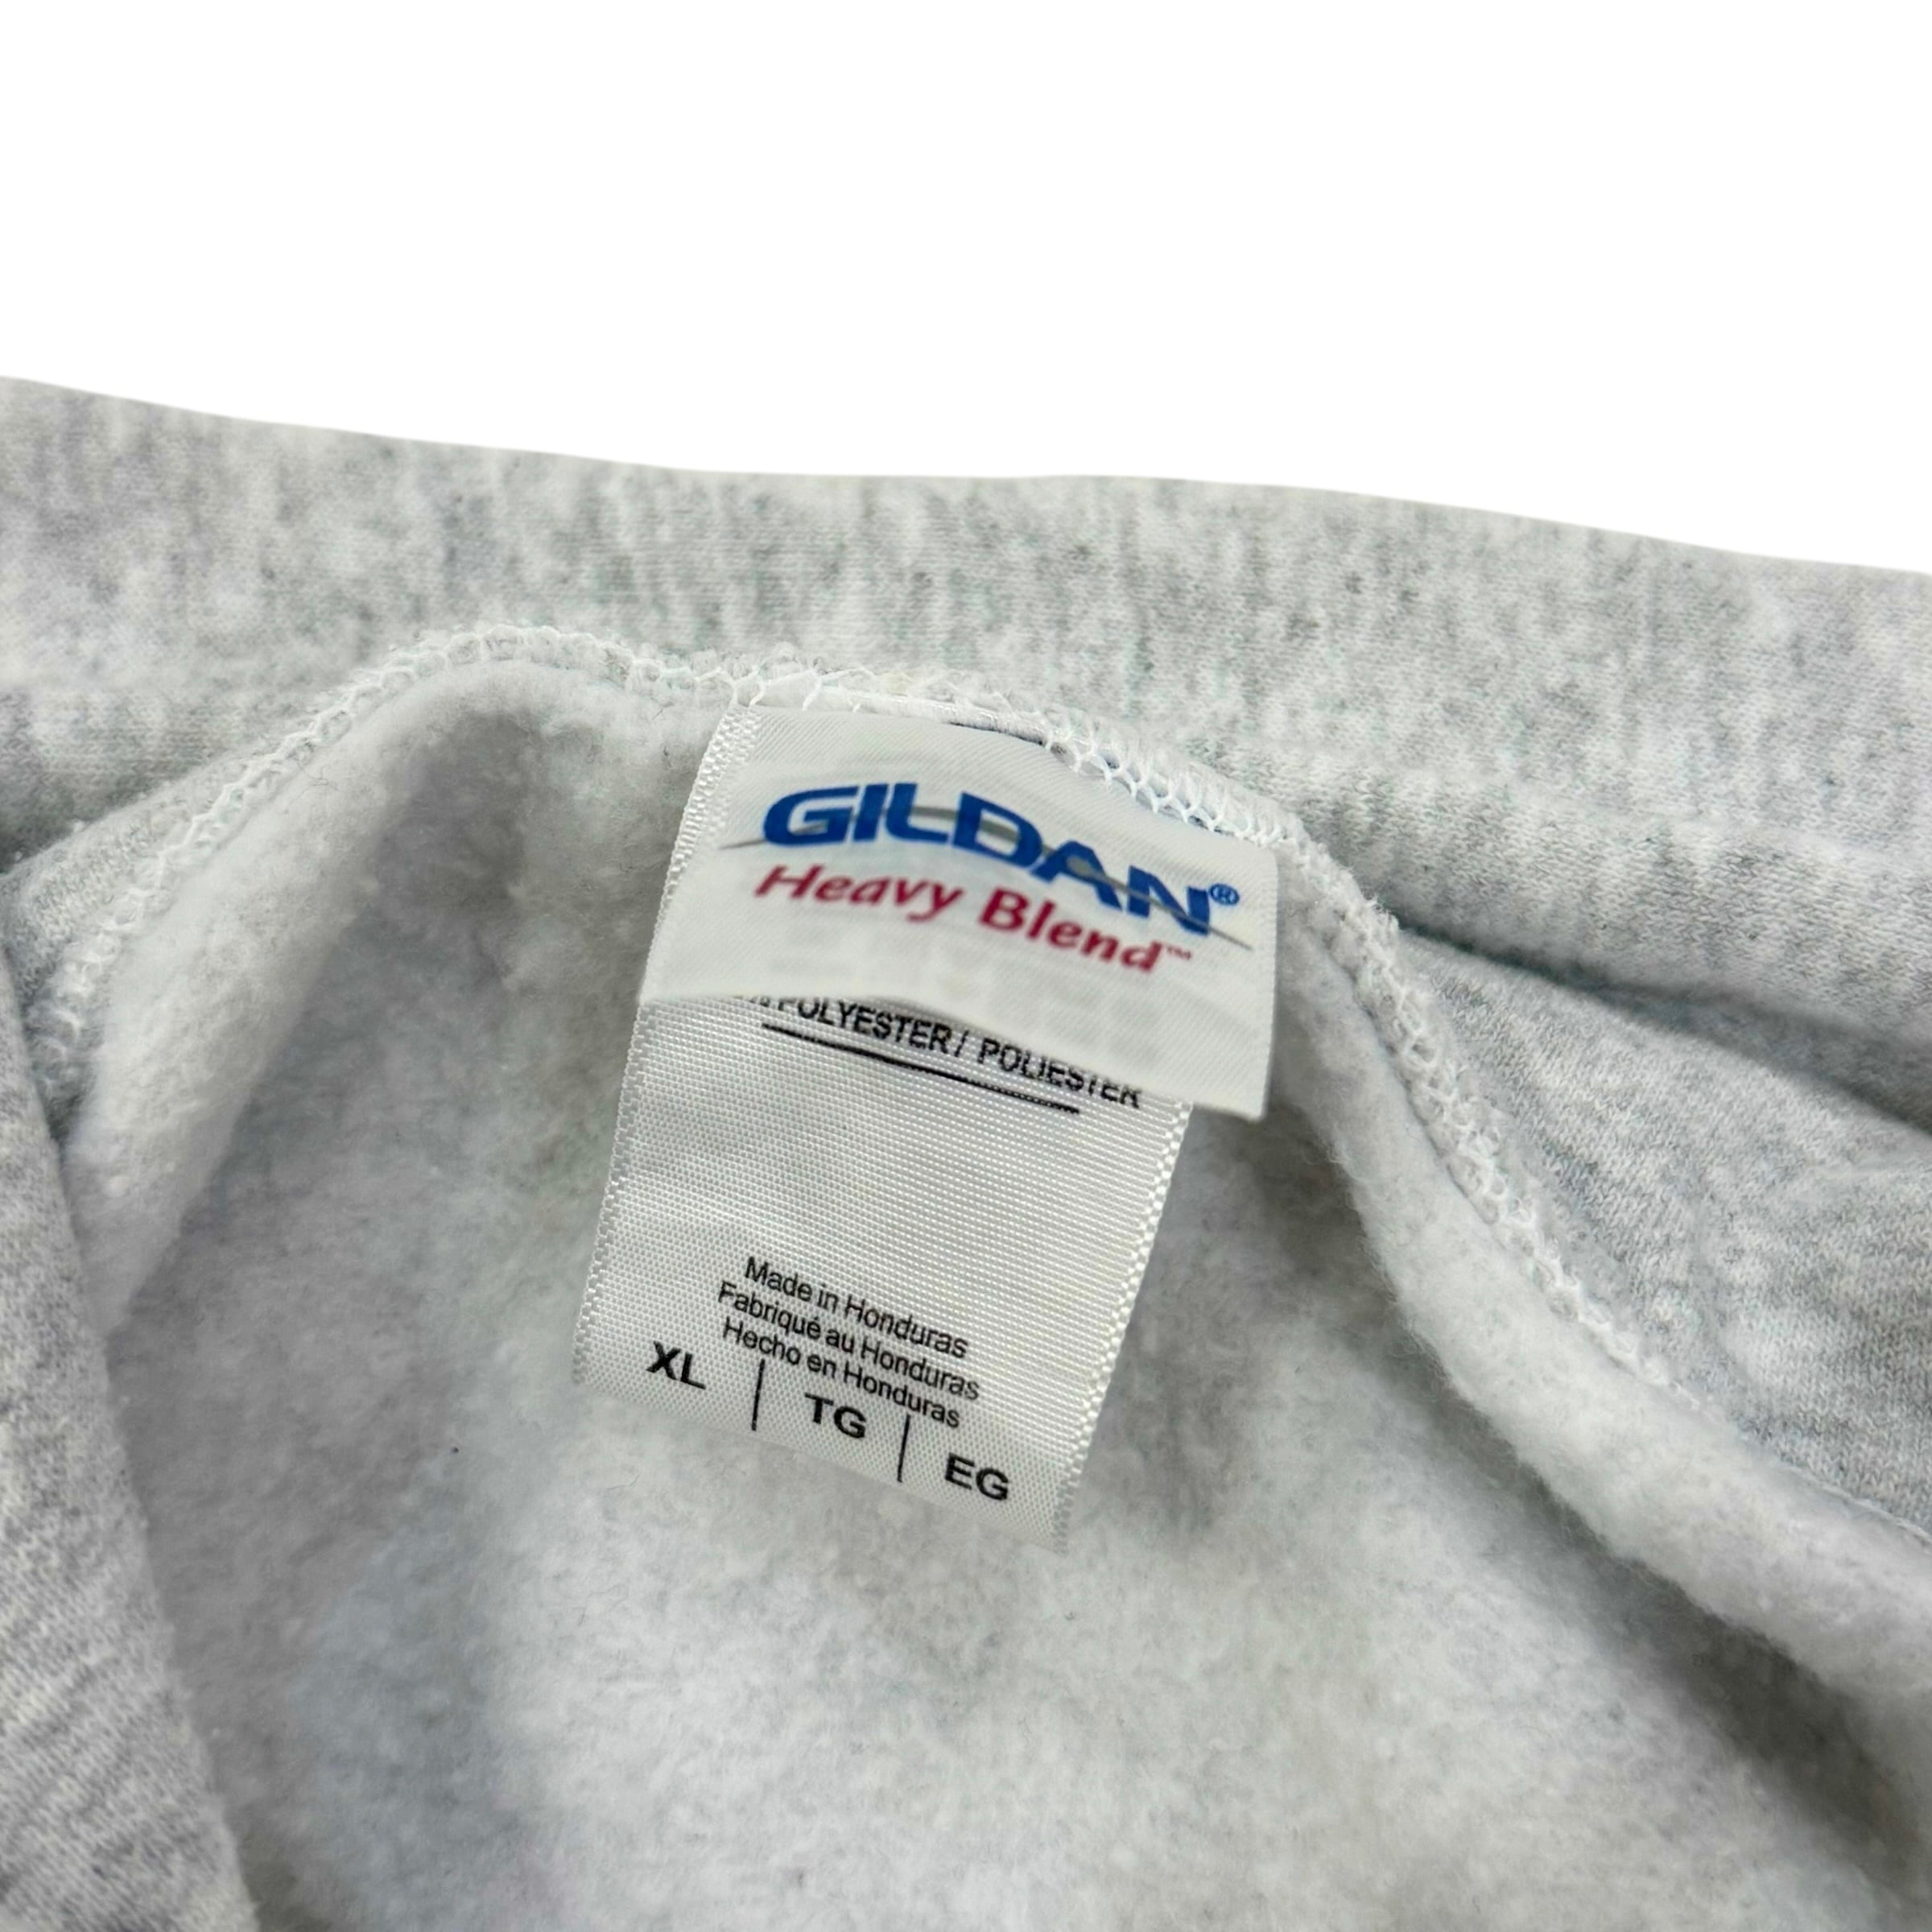 GILDAN®
Heavy Blend™
POLYESTER / POLIESTER
Made in Honduras
Fabriqué au Honduras
Hecho en Honduras
XL | TG | EG